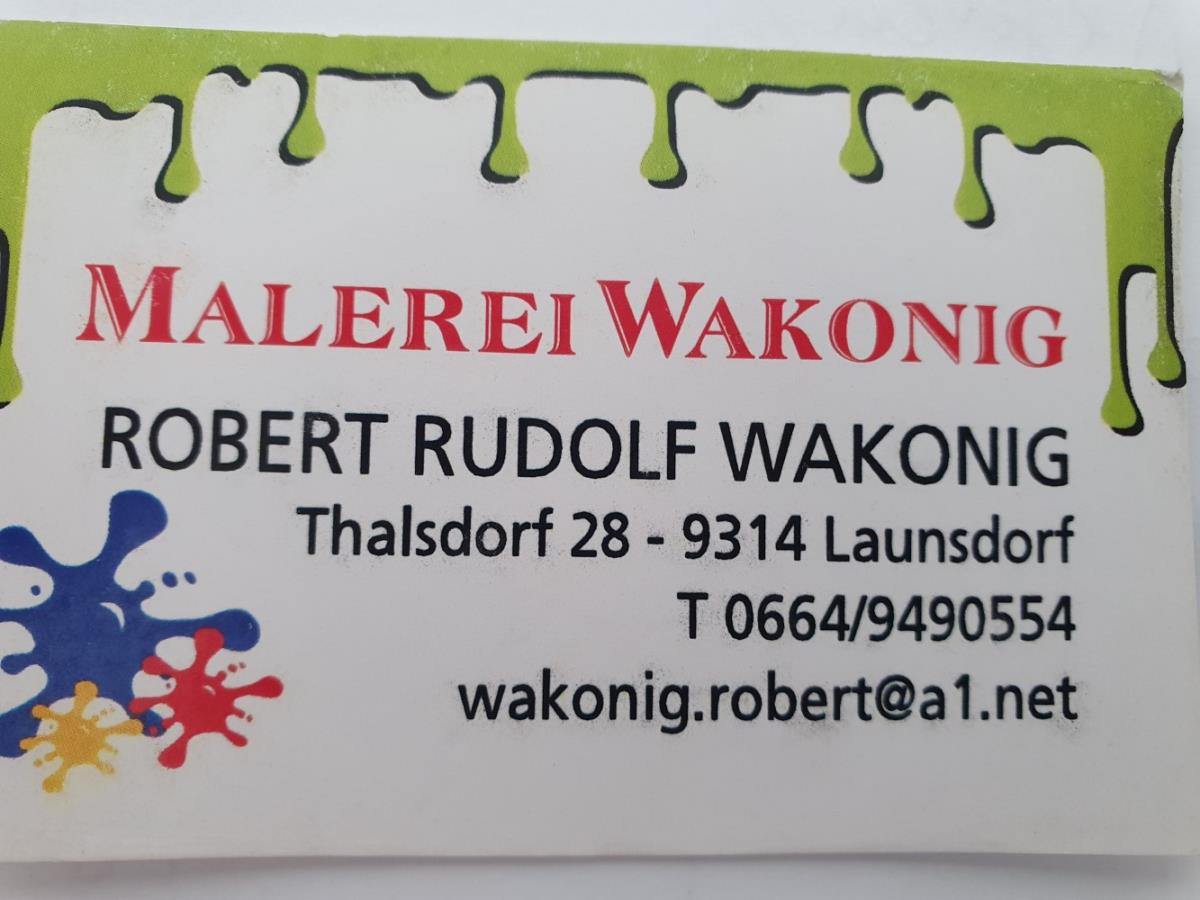 MALEREI WAKONIG
ROBERT RUDOLF WAKONIG
Thalsdorf 28 - 9314 Launsdorf
T 0664/9490554
wakonig.robert@a1.net